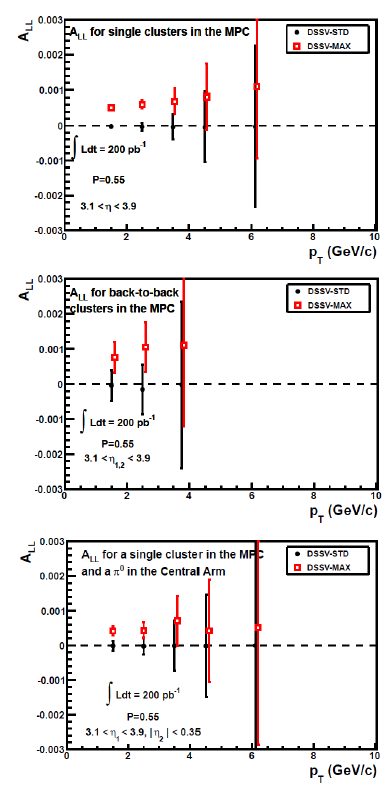 A_LL for single clusters in the MPC
DSSV-STD
DSSV-MAX
A_LL
0.003
0.002
0.001
0
-0.001
-0.002
-0.003
∫ Ldt = 200 pb⁻¹
P=0.55
3.1 < η < 3.9
0 2 4 6 8 10
p_T (GeV/c)
A_LL for back-to-back
clusters in the MPC
DSSV-STD
DSSV-MAX
A_LL
0.003
0.002
0.001
0
-0.001
-0.002
-0.003
∫ Ldt = 200 pb⁻¹
P=0.55
3.1 < η_1,2 < 3.9
0 2 4 6 8 10
p_T (GeV/c)
A_LL for a single cluster in the MPC
and a π⁰ in the Central Arm
DSSV-STD
DSSV-MAX
A_LL
0.003
0.002
0.001
0
-0.001
-0.002
-0.003
∫ Ldt = 200 pb⁻¹
P=0.55
3.1 < η_1 < 3.9, |η_2| < 0.35
0 2 4 6 8 10
p_T (GeV/c)